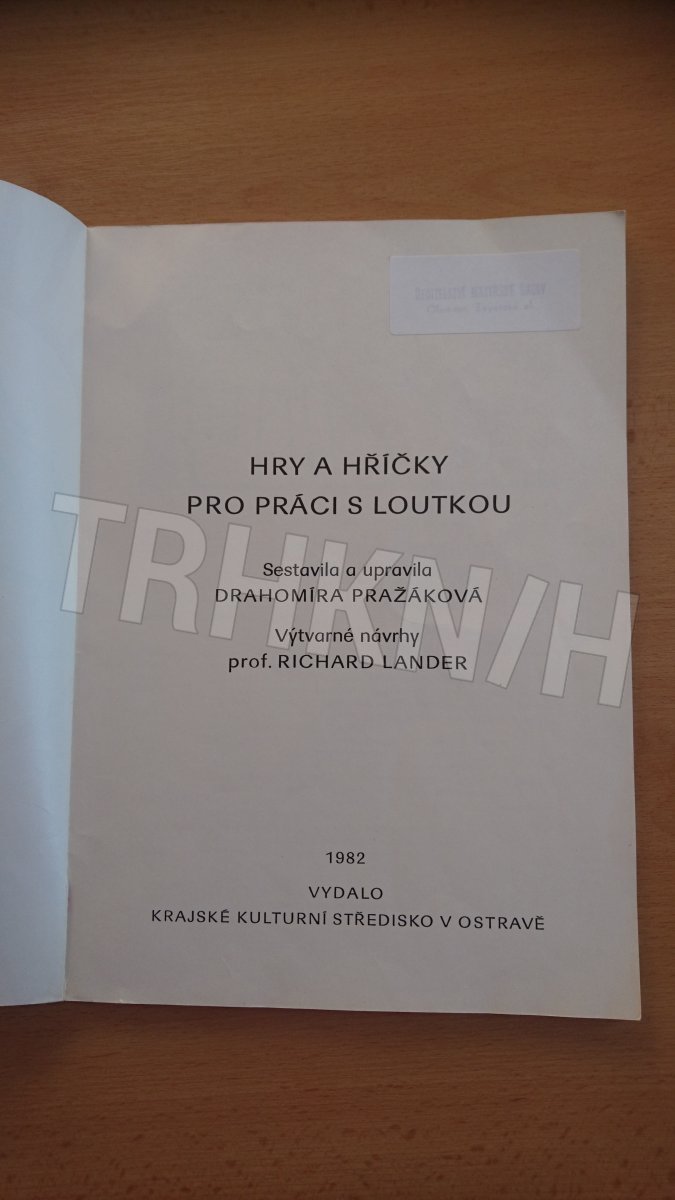 HRY A HŘÍČKY
PRO PRÁCI S LOUTKOU
Sestavila a upravila
DRAHOMÍRA PRAŽÁKOVÁ
Výtvarné návrhy
prof. RICHARD LANDER
TRHKN/H
1982
VYDALO
KRAJSKÉ KULTURNÍ STŘEDISKO V OSTRAVĚ